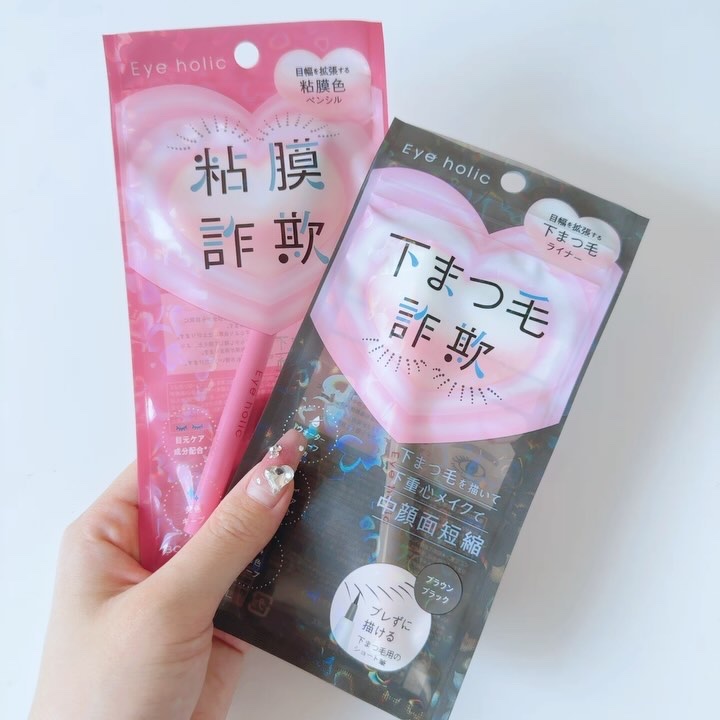 Eye holic
目幅を拡張する
粘膜色
ペンシル
粘膜
詐欺
Eye holic
目元ケア
成分配合
Eye holic
目幅を拡張する
下まつ毛
ライナー
下まつ毛
詐欺
下まつ毛を描いて
下重心メイクで
中顔面短縮
ブラウン
ブラック
ブレずに
描ける
下まつ毛用の
ショート筆